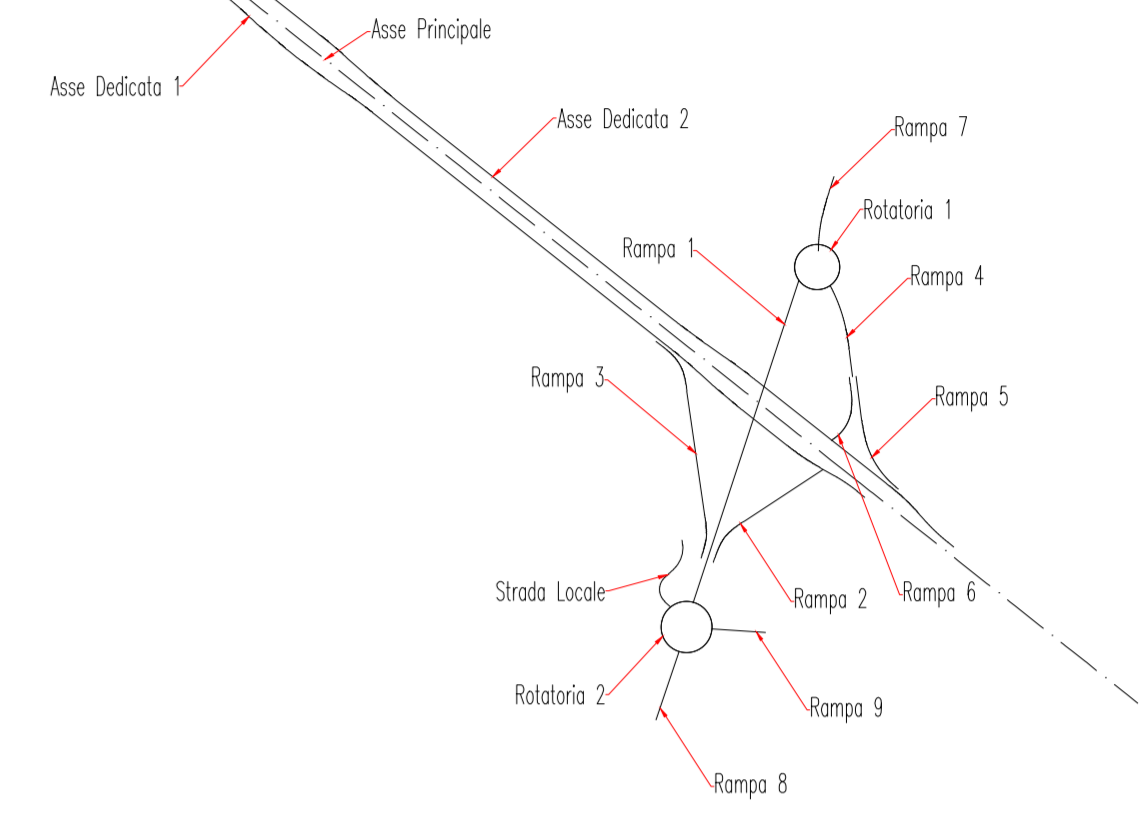 Asse Principale
Asse Dedicata 1
Asse Dedicata 2
Rampa 7
Rotatoria 1
Rampa 1
Rampa 4
Rampa 3
Rampa 5
Strada Locale
Rampa 2
Rampa 6
Rotatoria 2
Rampa 9
Rampa 8